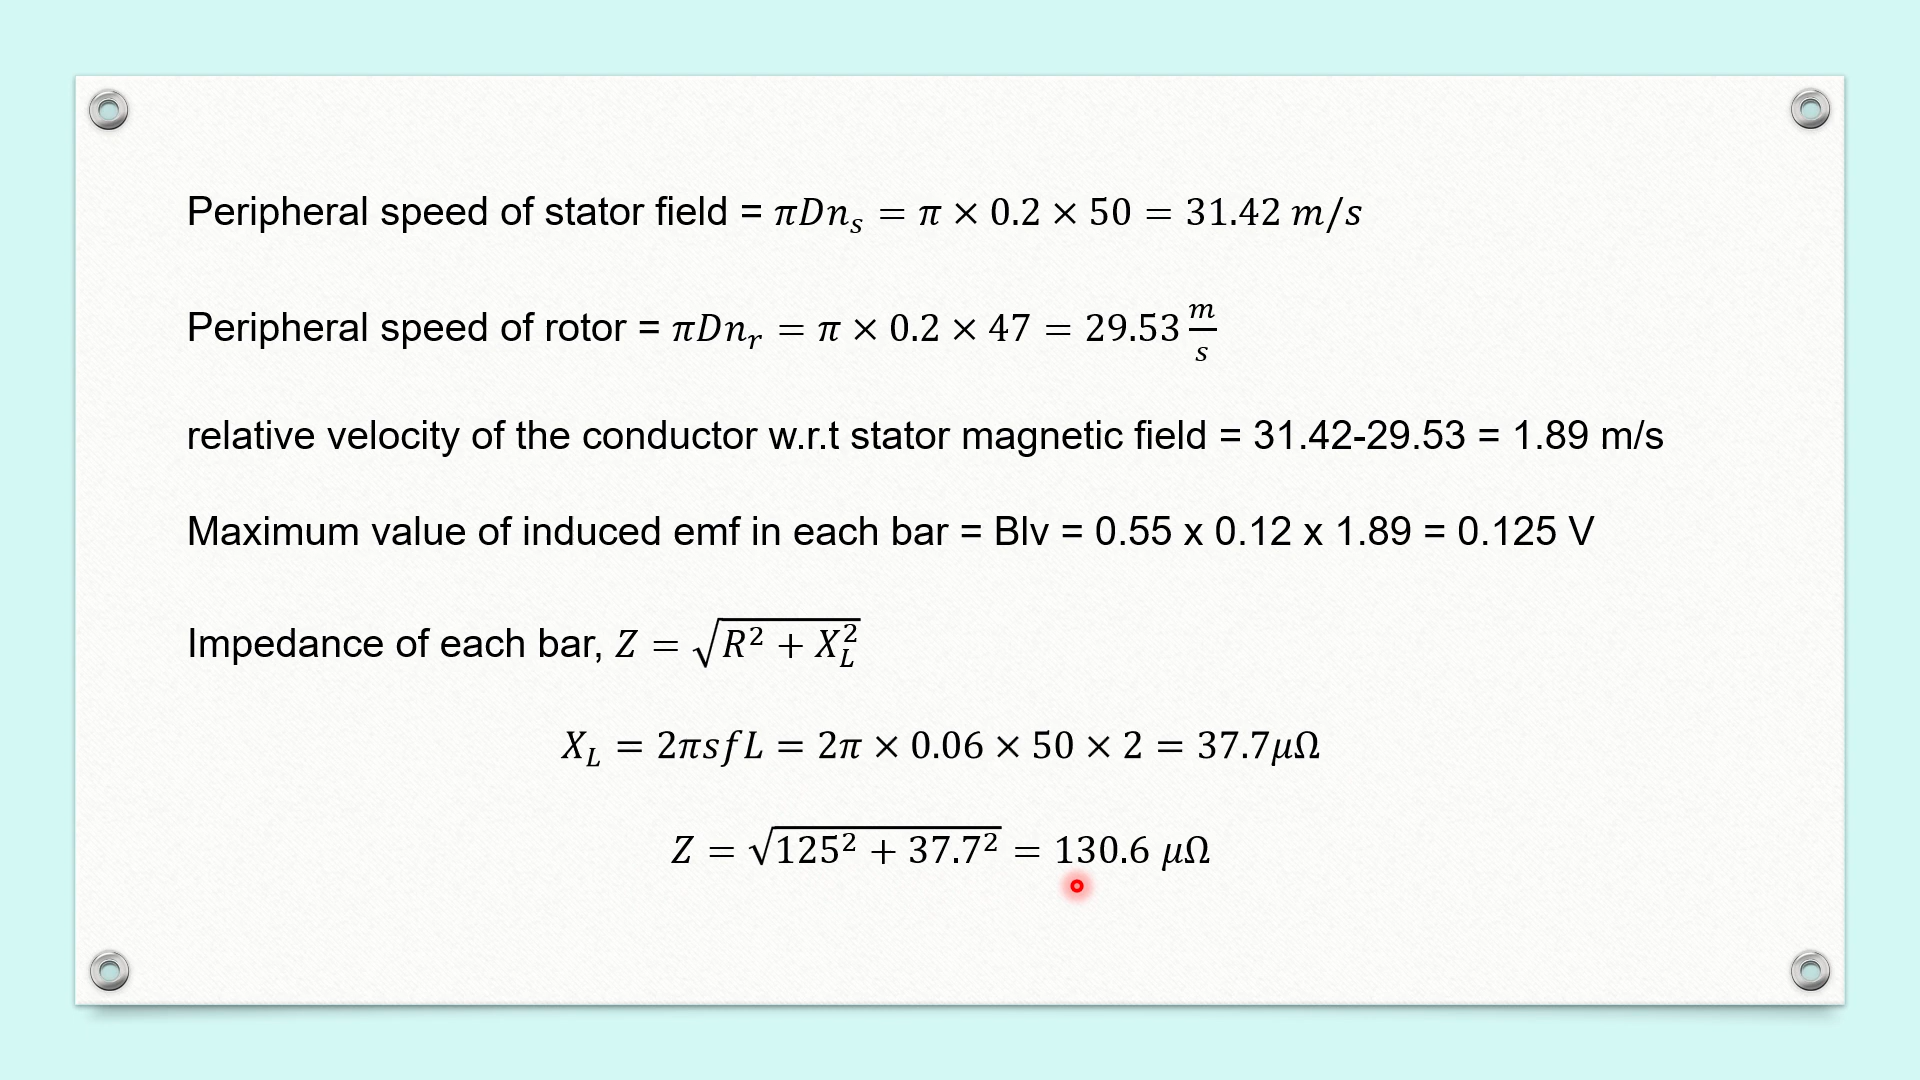 Peripheral speed of stator field = πDnₛ = π × 0.2 × 50 = 31.42 m/s
Peripheral speed of rotor = πDnᵣ = π × 0.2 × 47 = 29.53 m/s
relative velocity of the conductor w.r.t stator magnetic field = 31.42-29.53 = 1.89 m/s
Maximum value of induced emf in each bar = Blv = 0.55 x 0.12 x 1.89 = 0.125 V
Impedance of each bar, Z = √(R² + X_L²)
X_L = 2πsfL = 2π × 0.06 × 50 × 2 = 37.7μΩ
Z = √(125² + 37.7²) = 130.6 μΩ